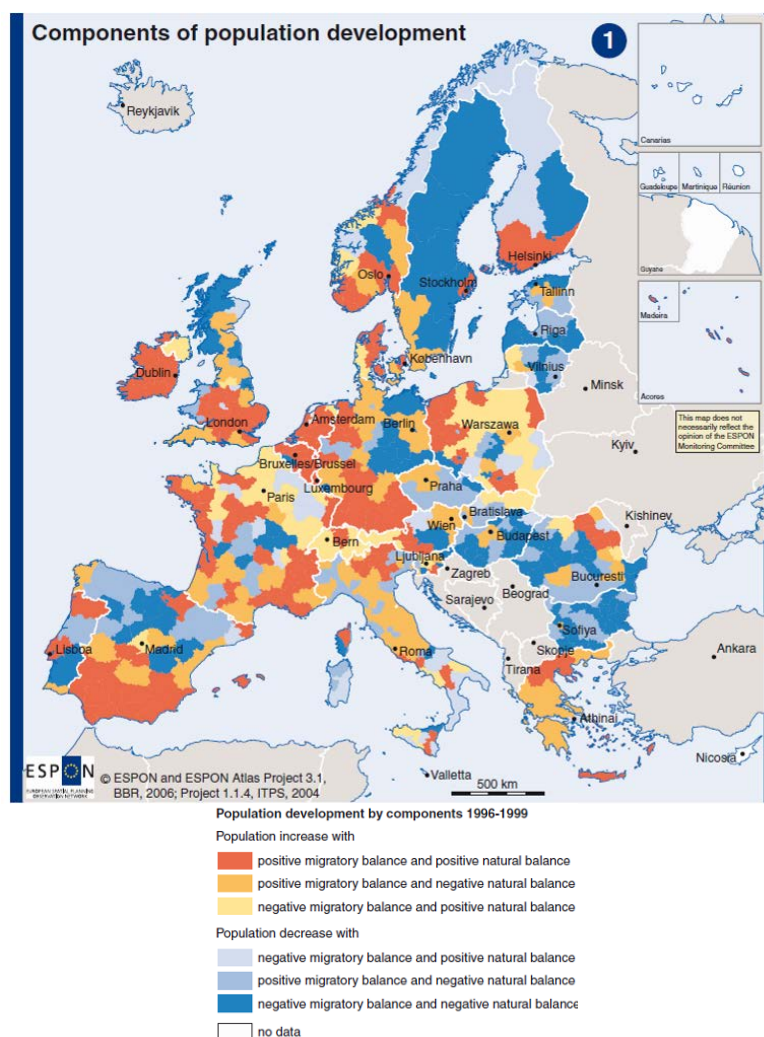 Components of population development
1
Reykjavik
Canarias
Guadeloupe
Martinique
Réunion
Guyane
Madeira
Acores
This map does not
necessarily reflect the
opinion of the ESPON
Monitoring Committee
Oslo
Helsinki
Stockholm
Tallinn
Riga
København
Vilnius
Minsk
Dublin
London
Amsterdam
Berlin
Warszawa
Kyiv
Bruxelles/Brussel
Luxembourg
Praha
Paris
Kishinev
Wien
Bratislava
Bern
Budapest
Ljubljana
Zagreb
Bucuresti
Beograd
Sarajevo
Sofiya
Lisboa
Madrid
Roma
Skopje
Tirana
Ankara
Athinai
Nicosia
Valletta
500 km
ESPON
EUROPEAN SPATIAL PLANNING
OBSERVATION NETWORK
© ESPON and ESPON Atlas Project 3.1,
BBR, 2006; Project 1.1.4, ITPS, 2004
Population development by components 1996-1999
Population increase with
positive migratory balance and positive natural balance
positive migratory balance and negative natural balance
negative migratory balance and positive natural balance
Population decrease with
negative migratory balance and positive natural balance
positive migratory balance and negative natural balance
negative migratory balance and negative natural balance
no data